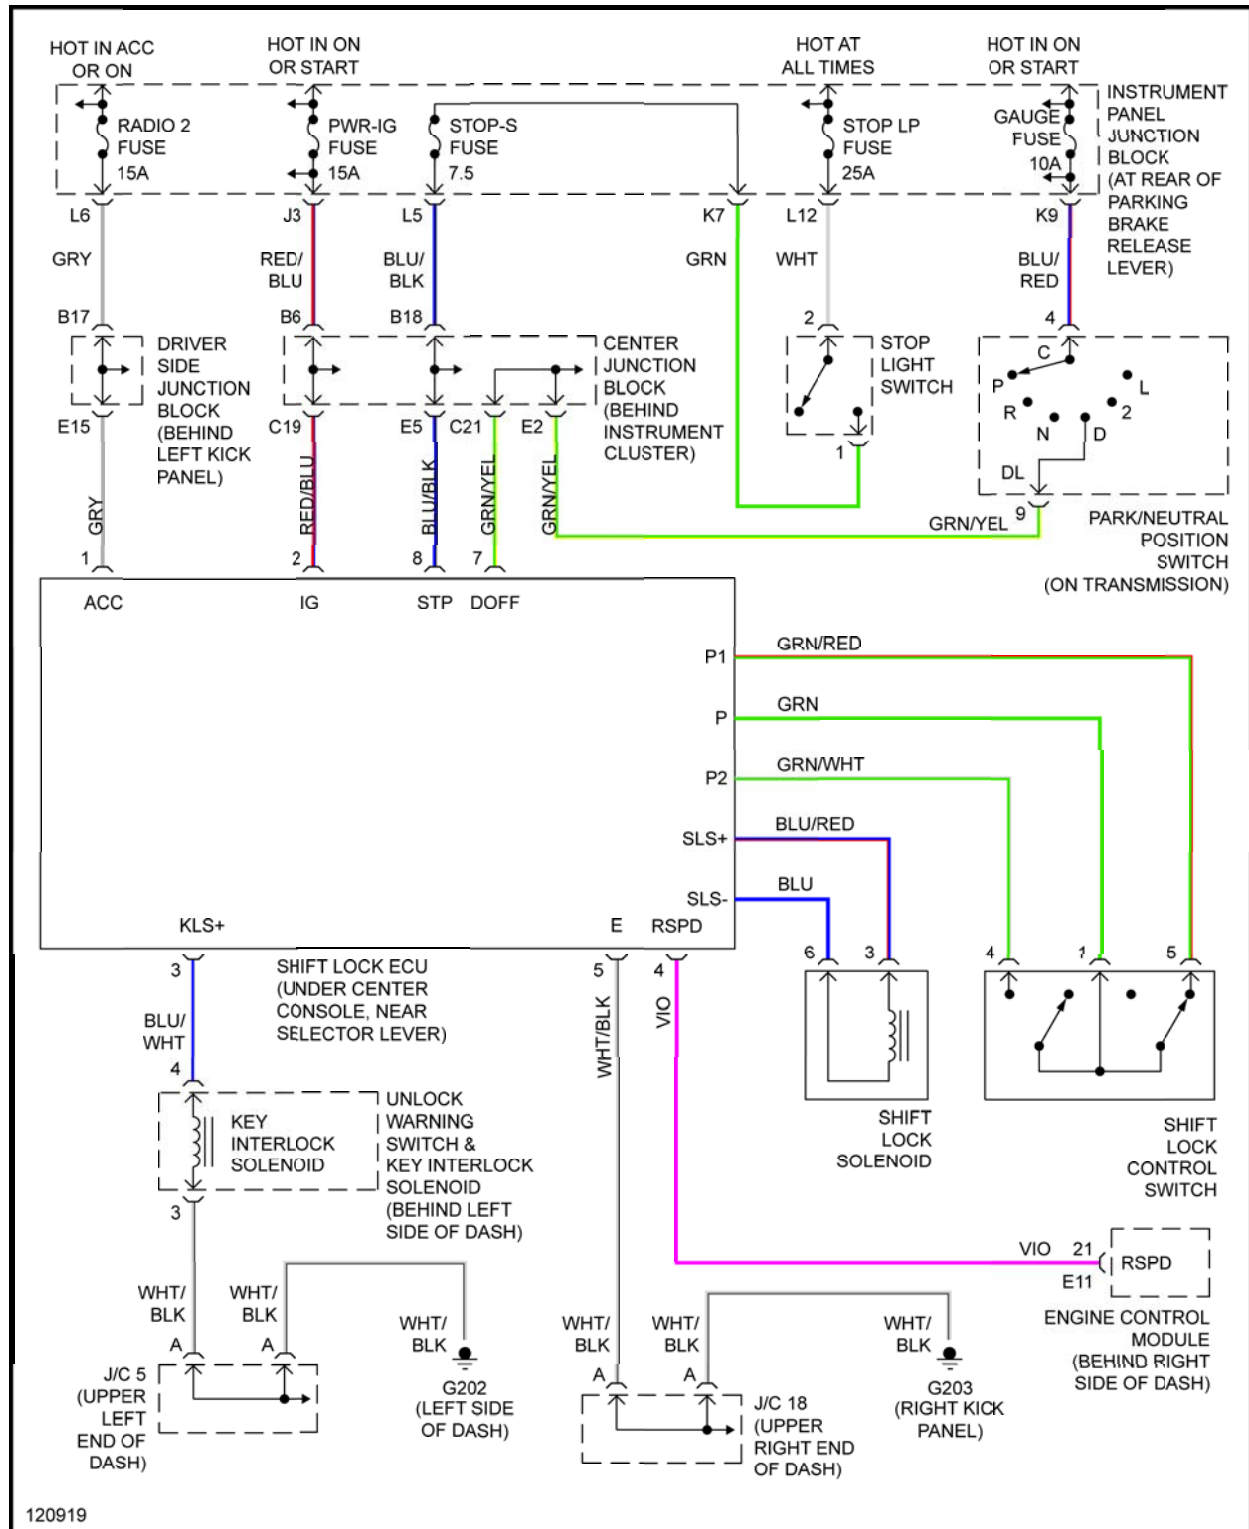 HOT IN ACC
OR ON
HOT IN ON
OR START
HOT AT
ALL TIMES
HOT IN ON
OR START
RADIO 2
FUSE
15A
PWR-IG
FUSE
15A
STOP-S
FUSE
7.5
STOP LP
FUSE
25A
GAUGE
FUSE
10A
INSTRUMENT
PANEL
JUNCTION
BLOCK
(AT REAR OF
PARKING
BRAKE
RELEASE
LEVER)
L6
J3
L5
K7
L12
K9
GRY
RED/
BLU
BLU/
BLK
GRN
WHT
BLU/
RED
B17
B6
B18
2
4
DRIVER
SIDE
JUNCTION
BLOCK
(BEHIND
LEFT KICK
PANEL)
CENTER
JUNCTION
BLOCK
(BEHIND
INSTRUMENT
CLUSTER)
STOP
LIGHT
SWITCH
C
P
L
R
2
N
D
DL
E15
C19
E5
C21
E2
1
9
GRY
RED/BLU
BLU/BLK
GRN/YEL
GRN/YEL
GRN/YEL
PARK/NEUTRAL
POSITION
SWITCH
(ON TRANSMISSION)
1
2
8
7
ACC
IG
STP
DOFF
P1
GRN/RED
P
GRN
P2
GRN/WHT
SLS+
BLU/RED
SLS-
BLU
KLS+
E
RSPD
3
SHIFT LOCK ECU
(UNDER CENTER
CONSOLE, NEAR
SELECTOR LEVER)
5
4
6
3
4
1
5
BLU/
WHT
WHT/BLK
VIO
4
KEY
INTERLOCK
SOLENOID
UNLOCK
WARNING
SWITCH &
KEY INTERLOCK
SOLENOID
(BEHIND LEFT
SIDE OF DASH)
SHIFT
LOCK
SOLENOID
SHIFT
LOCK
CONTROL
SWITCH
3
VIO
21
E11
RSPD
ENGINE CONTROL
MODULE
(BEHIND RIGHT
SIDE OF DASH)
WHT/
BLK
WHT/
BLK
WHT/
BLK
WHT/
BLK
WHT/
BLK
WHT/
BLK
A
A
A
A
J/C 5
(UPPER
LEFT
END OF
DASH)
G202
(LEFT SIDE
OF DASH)
J/C 18
(UPPER
RIGHT END
OF DASH)
G203
(RIGHT KICK
PANEL)
120919